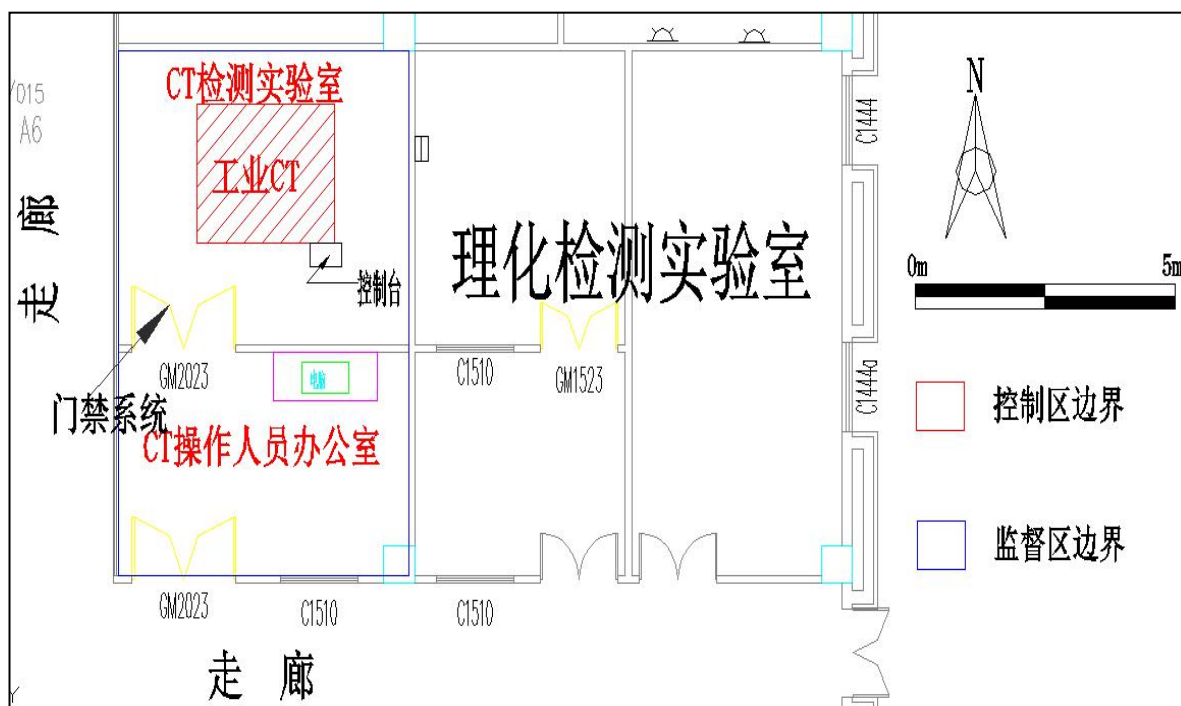 CT检测实验室
工业CT
控制台
理化检测实验室
走廊
Y015
A6
门禁系统
GM2023
电脑
C1510
GM1523
CT操作人员办公室
GM2023
C1510
C1510
走 廊
C1444
C1444a
N
0m
5m
控制区边界
监督区边界
Y